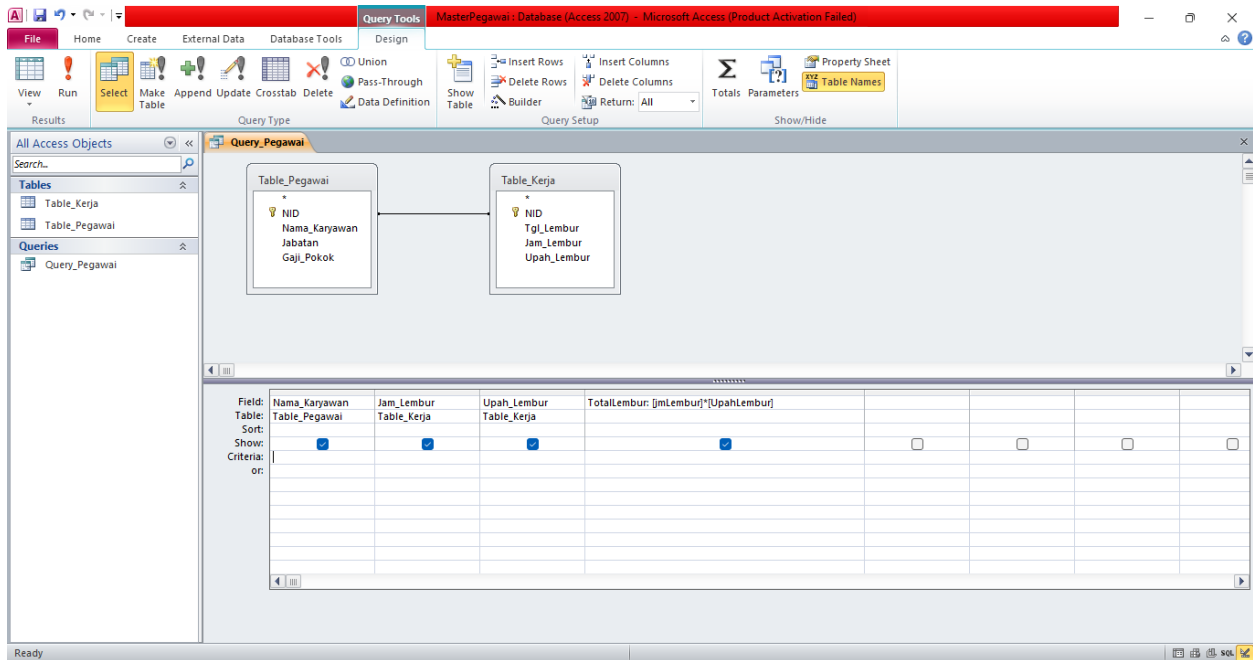 Query Tools MasterPegawai : Database (Access 2007) - Microsoft Access (Product Activation Failed)
File Home Create External Data Database Tools Design
View Run Select Make Table Append Update Crosstab Delete
Union
Pass-Through
Data Definition
Show Table
Insert Rows
Delete Rows
Builder
Insert Columns
Delete Columns
Return: All
Totals Parameters
Property Sheet
Table Names
Results Query Type Query Setup Show/Hide
All Access Objects
Search...
Tables
Table_Kerja
Table_Pegawai
Queries
Query_Pegawai
Query_Pegawai
Table_Pegawai
*
NID
Nama_Karyawan
Jabatan
Gaji_Pokok
Table_Kerja
*
NID
Tgl_Lembur
Jam_Lembur
Upah_Lembur
Field: Nama_Karyawan Jam_Lembur Upah_Lembur TotalLembur: [jmLembur]*[UpahLembur]
Table: Table_Pegawai Table_Kerja Table_Kerja
Sort:
Show:
Criteria:
or:
Ready SQL